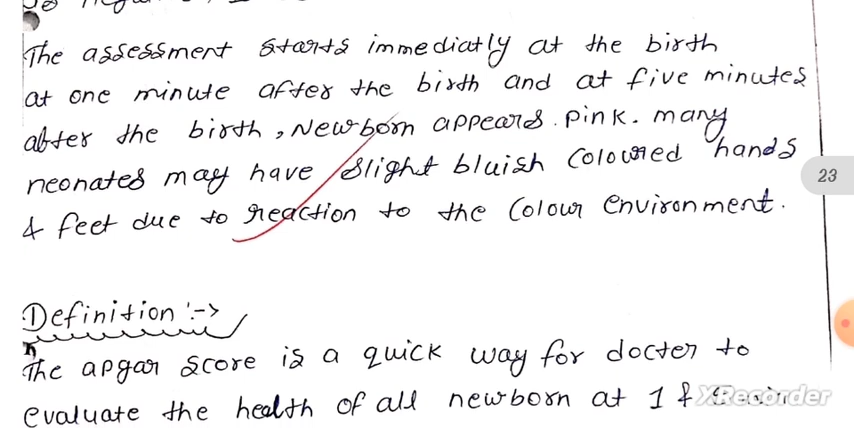 The assessment starts immediatly at the birth
at one minute after the birth and at five minutes
abter the birth, Newborn appears. Pink. many
neonates may have slight bluish coloured hands
& feet due to reaction to the colour environment.
23
Definition :->
The apgar score is a quick way for docter to
evaluate the health of all newborn at 1 &
XRecorder